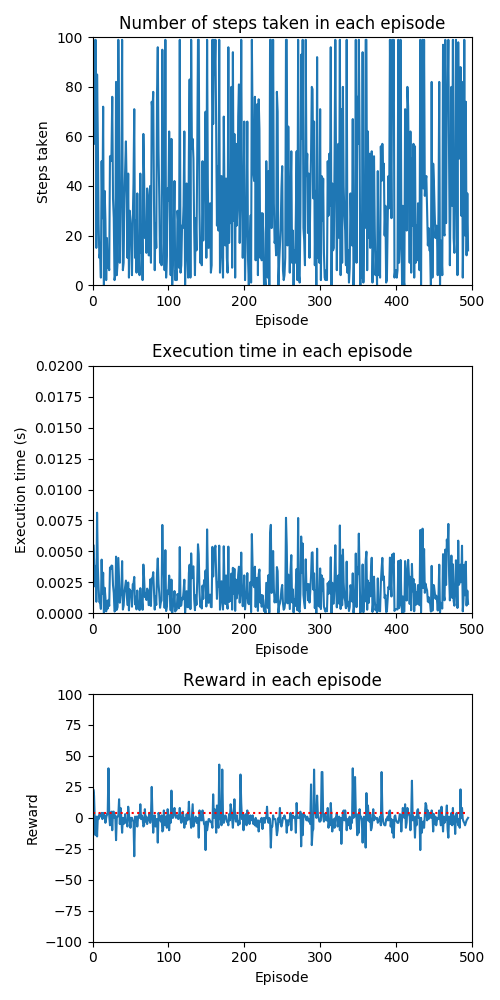 Number of steps taken in each episode
100
80
60
40
20
0
Steps taken
0 100 200 300 400 500
Episode
Execution time in each episode
0.0200
0.0175
0.0150
0.0125
0.0100
0.0075
0.0050
0.0025
0.0000
Execution time (s)
0 100 200 300 400 500
Episode
Reward in each episode
100
75
50
25
0
−25
−50
−75
−100
Reward
0 100 200 300 400 500
Episode